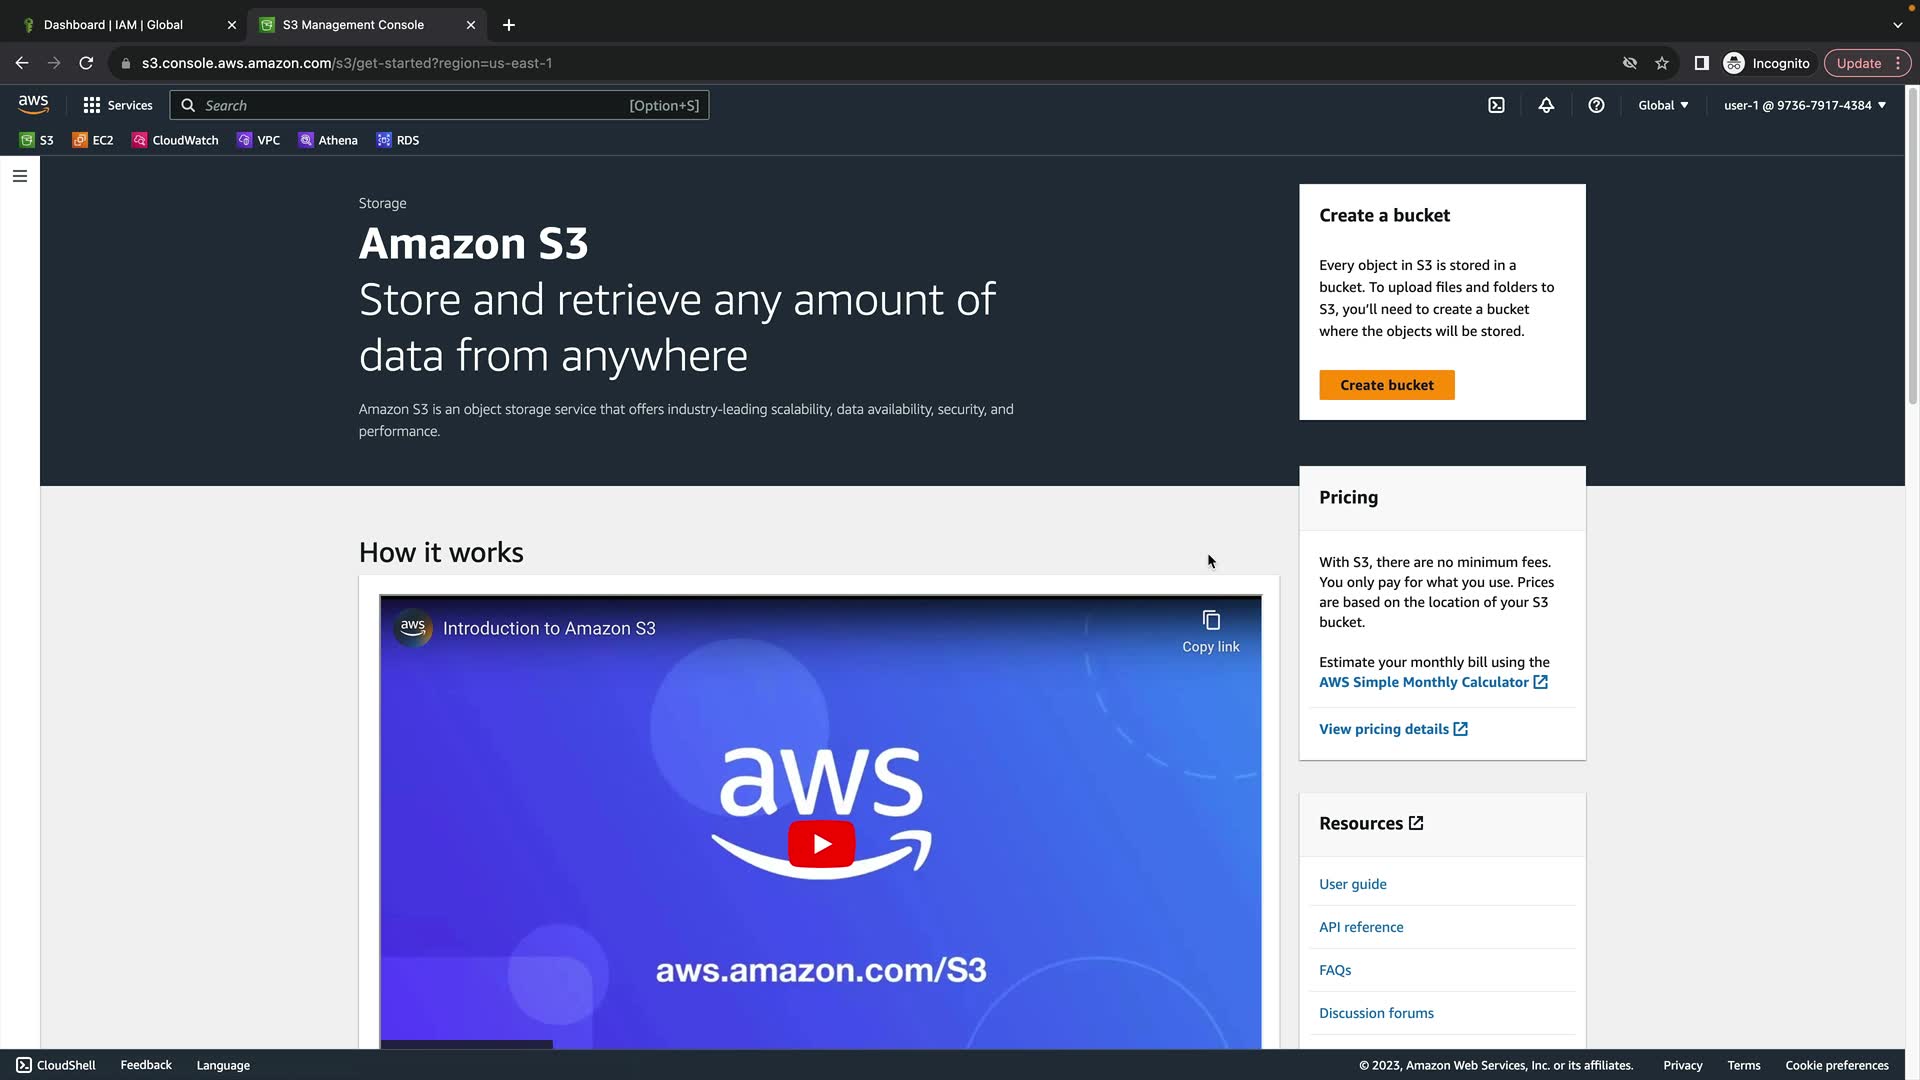 Dashboard | IAM | Global
S3 Management Console
s3.console.aws.amazon.com/s3/get-started?region=us-east-1
Incognito
Update
aws
Services
Search
[Option+S]
Global
user-1 @ 9736-7917-4384
S3
EC2
CloudWatch
VPC
Athena
RDS
Storage
Amazon S3
Store and retrieve any amount of
data from anywhere
Amazon S3 is an object storage service that offers industry-leading scalability, data availability, security, and
performance.
Create a bucket
Every object in S3 is stored in a
bucket. To upload files and folders to
S3, you'll need to create a bucket
where the objects will be stored.
Create bucket
How it works
aws
Introduction to Amazon S3
Copy link
aws
aws.amazon.com/S3
Pricing
With S3, there are no minimum fees.
You only pay for what you use. Prices
are based on the location of your S3
bucket.
Estimate your monthly bill using the
AWS Simple Monthly Calculator
View pricing details
Resources
User guide
API reference
FAQs
Discussion forums
CloudShell
Feedback
Language
© 2023, Amazon Web Services, Inc. or its affiliates.
Privacy
Terms
Cookie preferences